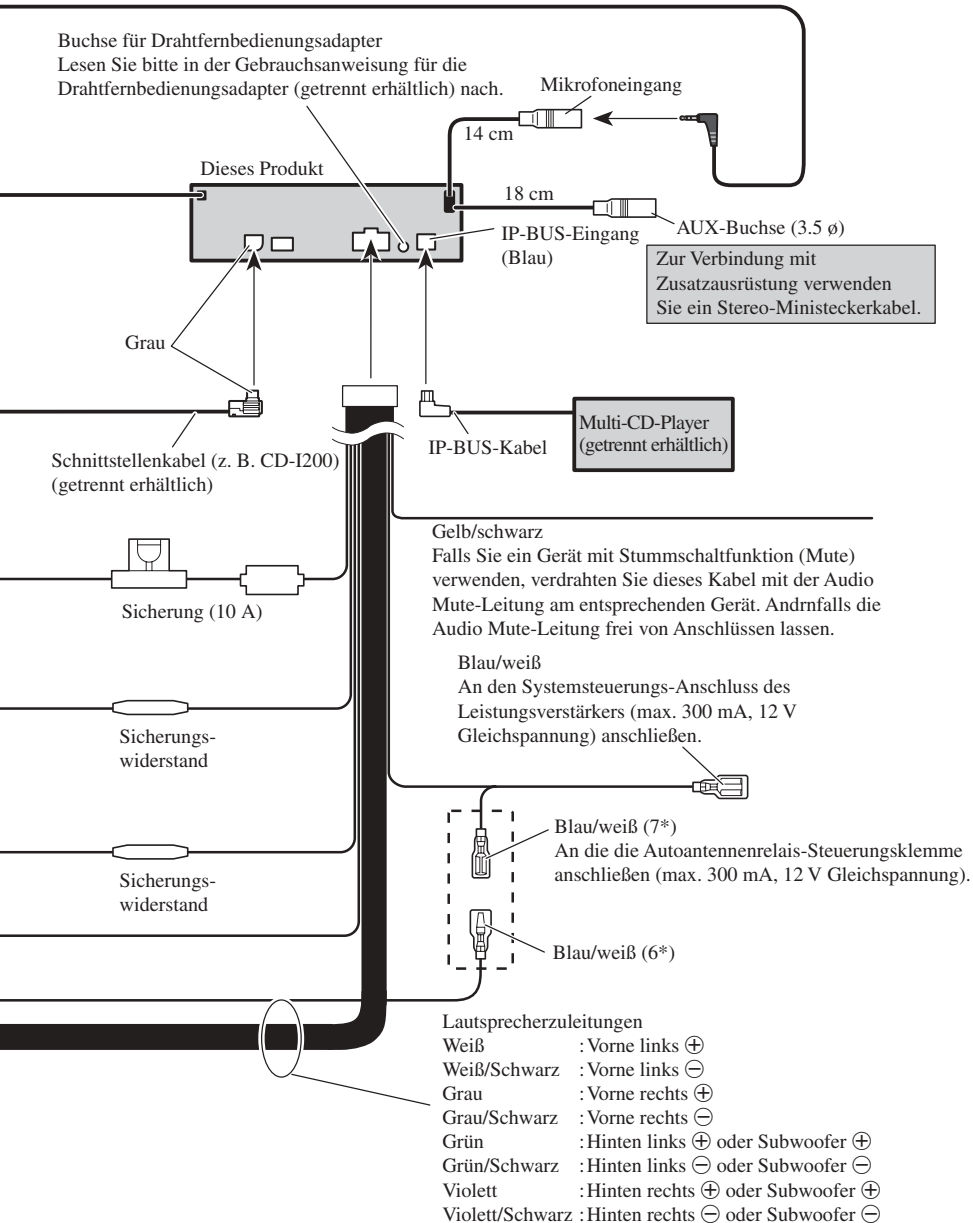 Buchse für Drahtfernbedienungsadapter
Lesen Sie bitte in der Gebrauchsanweisung für die
Drahtfernbedienungsadapter (getrennt erhältlich) nach.
Mikrofoneingang
14 cm
Dieses Produkt
18 cm
AUX-Buchse (3.5 ø)
IP-BUS-Eingang
(Blau)
Zur Verbindung mit
Zusatzausrüstung verwenden
Sie ein Stereo-Ministeckerkabel.
Grau
Schnittstellenkabel (z. B. CD-I200)
(getrennt erhältlich)
IP-BUS-Kabel
Multi-CD-Player
(getrennt erhältlich)
Gelb/schwarz
Falls Sie ein Gerät mit Stummschaltfunktion (Mute)
verwenden, verdrahten Sie dieses Kabel mit der Audio
Mute-Leitung am entsprechenden Gerät. Andrnfalls die
Audio Mute-Leitung frei von Anschlüssen lassen.
Sicherung (10 A)
Blau/weiß
An den Systemsteuerungs-Anschluss des
Leistungsverstärkers (max. 300 mA, 12 V
Gleichspannung) anschließen.
Sicherungs-
widerstand
Blau/weiß (7*)
An die die Autoantennenrelais-Steuerungsklemme
anschließen (max. 300 mA, 12 V Gleichspannung).
Sicherungs-
widerstand
Blau/weiß (6*)
Lautsprecherzuleitungen
Weiß : Vorne links ⊕
Weiß/Schwarz : Vorne links ⊖
Grau : Vorne rechts ⊕
Grau/Schwarz : Vorne rechts ⊖
Grün : Hinten links ⊕ oder Subwoofer ⊕
Grün/Schwarz : Hinten links ⊖ oder Subwoofer ⊖
Violett : Hinten rechts ⊕ oder Subwoofer ⊕
Violett/Schwarz : Hinten rechts ⊖ oder Subwoofer ⊖